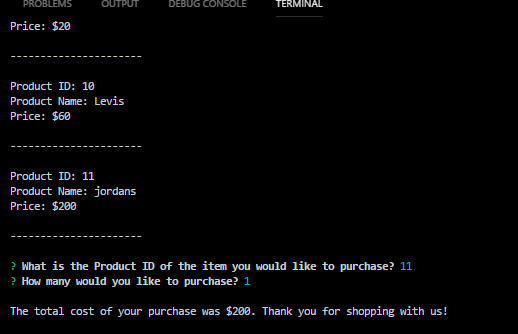 PROBLEMS OUTPUT DEBUG CONSOLE TERMINAL
Price: $20
----------------------
Product ID: 10
Product Name: Levis
Price: $60
----------------------
Product ID: 11
Product Name: jordans
Price: $200
----------------------
? What is the Product ID of the item you would like to purchase? 11
? How many would you like to purchase? 1
The total cost of your purchase was $200. Thank you for shopping with us!